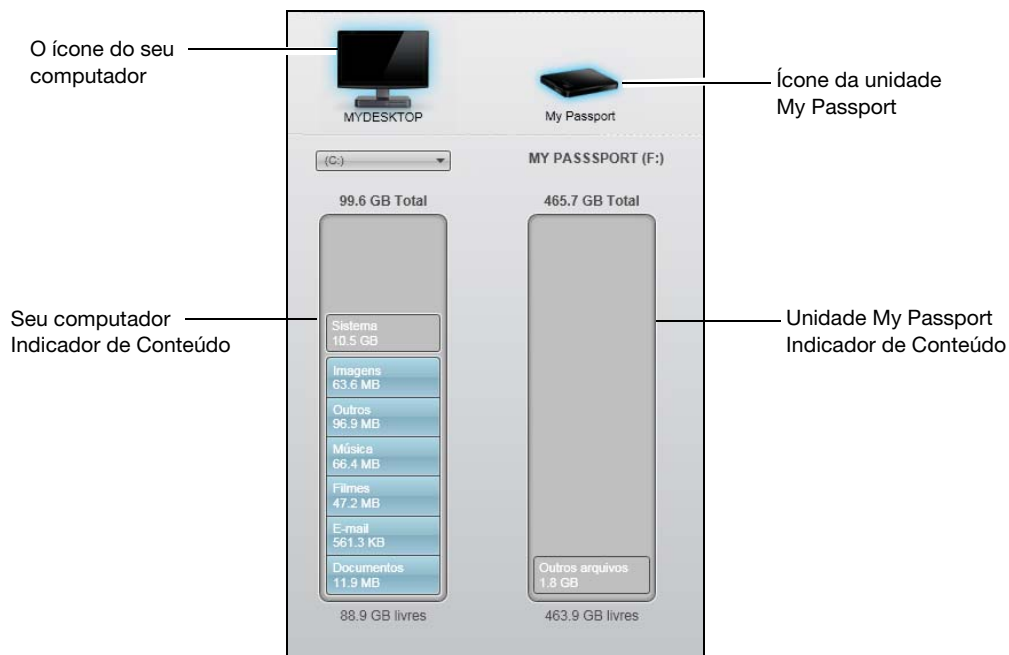 O ícone do seu
computador
Ícone da unidade
My Passport
MYDESKTOP
My Passport
(C:)
MY PASSSPORT (F:)
99.6 GB Total
465.7 GB Total
Seu computador
Indicador de Conteúdo
Unidade My Passport
Indicador de Conteúdo
Sistema
10.5 GB
Imagens
63.6 MB
Outros
96.9 MB
Música
66.4 MB
Filmes
47.2 MB
E-mail
561.3 KB
Documentos
11.9 MB
Outros arquivos
1.8 GB
88.9 GB livres
463.9 GB livres